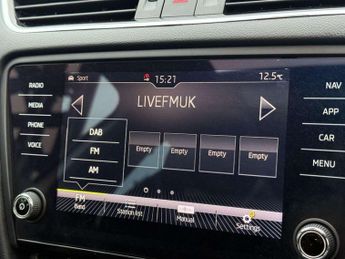 Sport 15:21 12.5°C
RADIO
MEDIA
PHONE
VOICE
LIVEFMUK
NAV
APP
CAR
MENU
DAB
FM
AM
Empty Empty Empty Empty
FM
Band
Station list
Manual
Settings